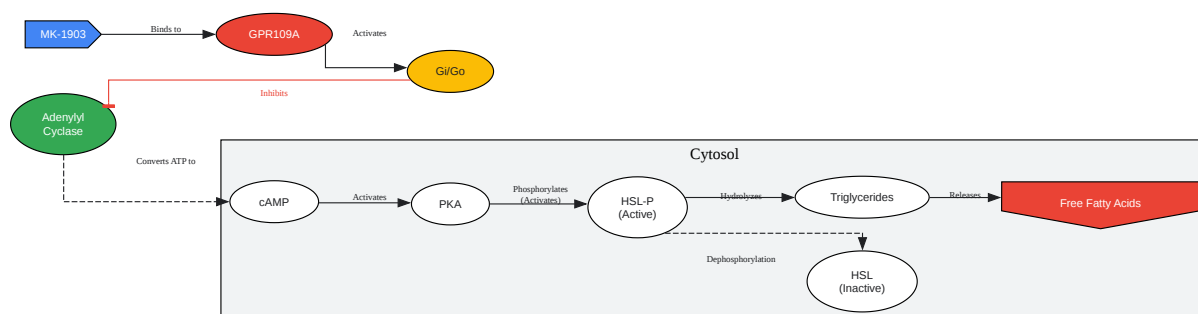 MK-1903
Binds to
GPR109A
Activates
Gi/Go
Inhibits
Adenylyl
Cyclase
Converts ATP to
Cytosol
cAMP
Activates
PKA
Phosphorylates
(Activates)
HSL-P
(Active)
Hydrolyzes
Triglycerides
Releases
Free Fatty Acids
Dephosphorylation
HSL
(Inactive)